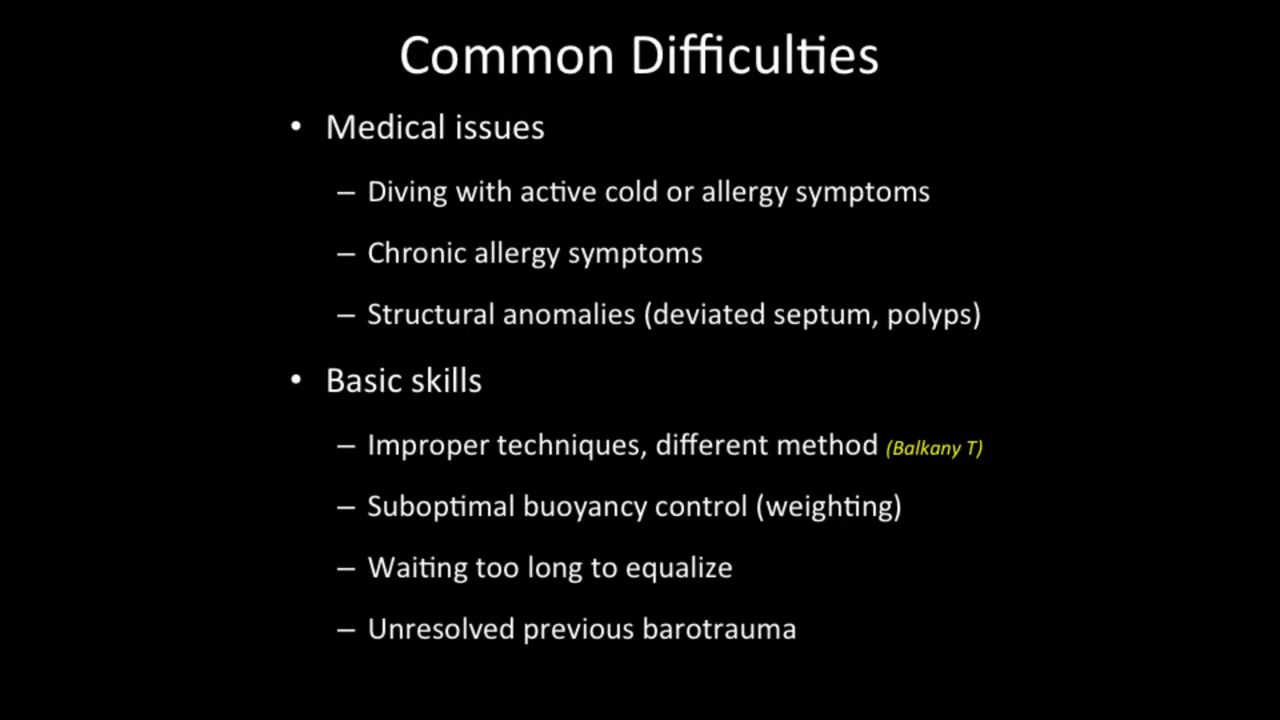 Common Difficulties
• Medical issues
– Diving with active cold or allergy symptoms
– Chronic allergy symptoms
– Structural anomalies (deviated septum, polyps)
• Basic skills
– Improper techniques, different method (Balkany T)
– Suboptimal buoyancy control (weighting)
– Waiting too long to equalize
– Unresolved previous barotrauma